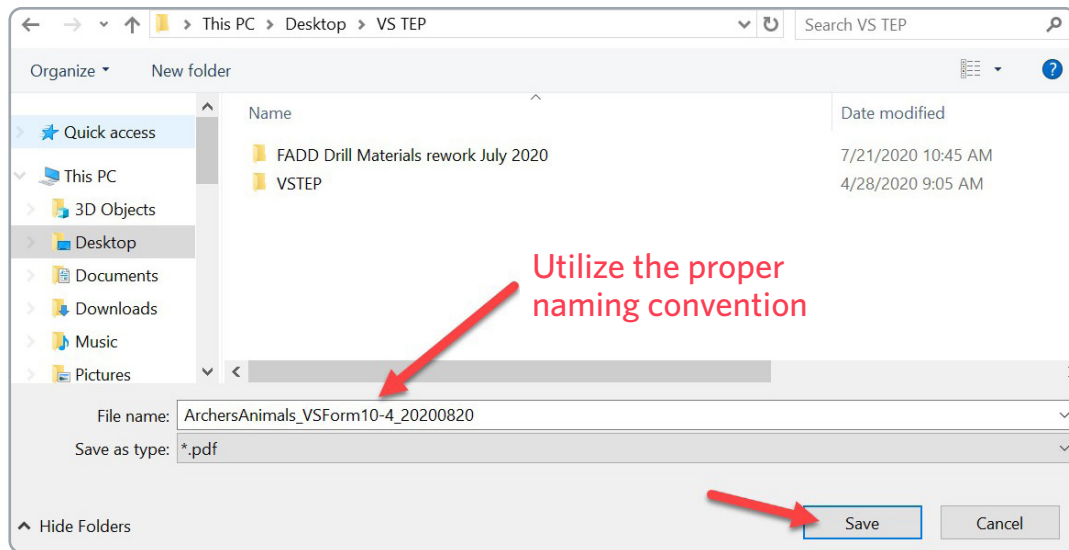 This PC > Desktop > VS TEP
Search VS TEP
Organize
New folder
?
Name
Date modified
Quick access
FADD Drill Materials rework July 2020
7/21/2020 10:45 AM
This PC
VSTEP
4/28/2020 9:05 AM
3D Objects
Desktop
Documents
Downloads
Music
Pictures
Utilize the proper
naming convention
File name: ArchersAnimals_VSForm10-4_20200820
Save as type: *.pdf
Hide Folders
Save
Cancel